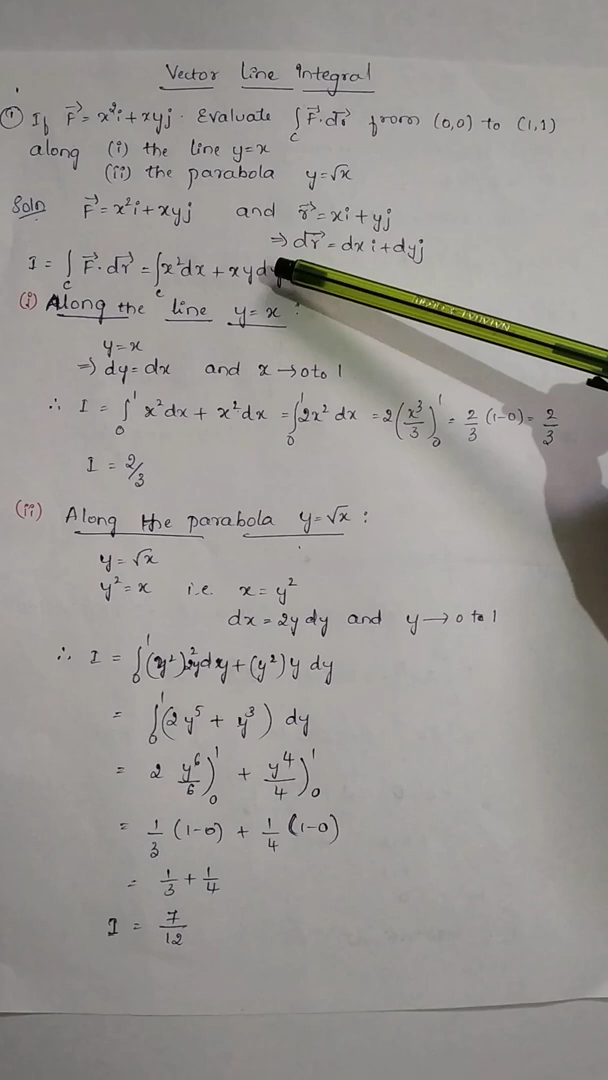 Vector Line Integral
① If F⃗ = x²i + xyj. Evaluate ∫_C F⃗·dr⃗ from (0,0) to (1,1)
along (i) the line y=x
(ii) the parabola y=√x
Soln F⃗ = x²i + xyj and r⃗ = xi + yj
⇒ dr⃗ = dx i + dy j
I = ∫_C F⃗·dr⃗ = ∫_C x²dx + xy dy
(i) Along the line y=x :
y=x
⇒ dy = dx and x → 0 to 1
∴ I = ∫₀¹ x²dx + x²dx = ∫₀¹ 2x² dx = 2(x³/3)₀¹ = 2/3 (1-0) = 2/3
I = 2/3
(ii) Along the parabola y=√x :
y = √x
y² = x i.e. x = y²
dx = 2y dy and y → 0 to 1
∴ I = ∫₀¹ (y²)² 2y dy + (y²) y dy
= ∫₀¹ (2y⁵ + y³) dy
= 2 y⁶/6 )₀¹ + y⁴/4 )₀¹
= 1/3 (1-0) + 1/4 (1-0)
= 1/3 + 1/4
I = 7/12